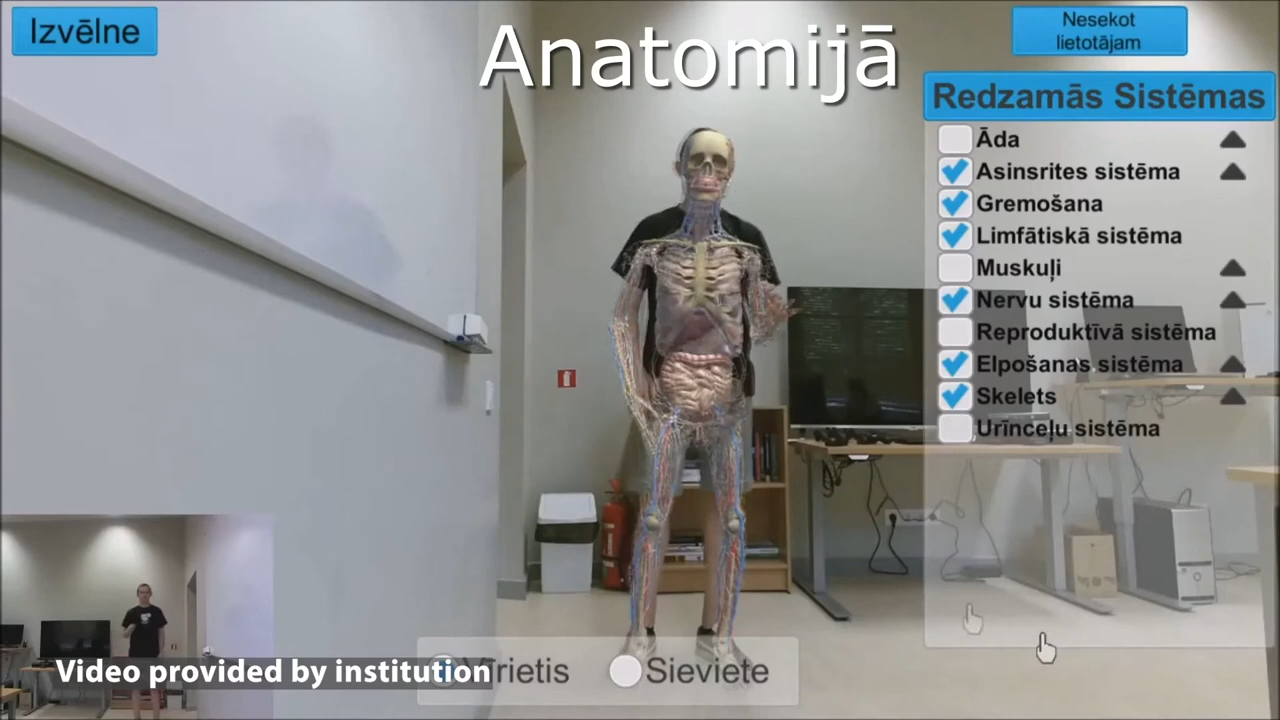 Izvēlne
Anatomijā
Nesekot
lietotājam
Redzamās Sistēmas
Āda
Asinsrites sistēma
Gremošana
Limfātiskā sistēma
Muskuļi
Nervu sistēma
Reproduktīvā sistēma
Elpošanas sistēma
Skelets
Urīnceļu sistēma
Video provided by institution
Vīrietis
Sieviete